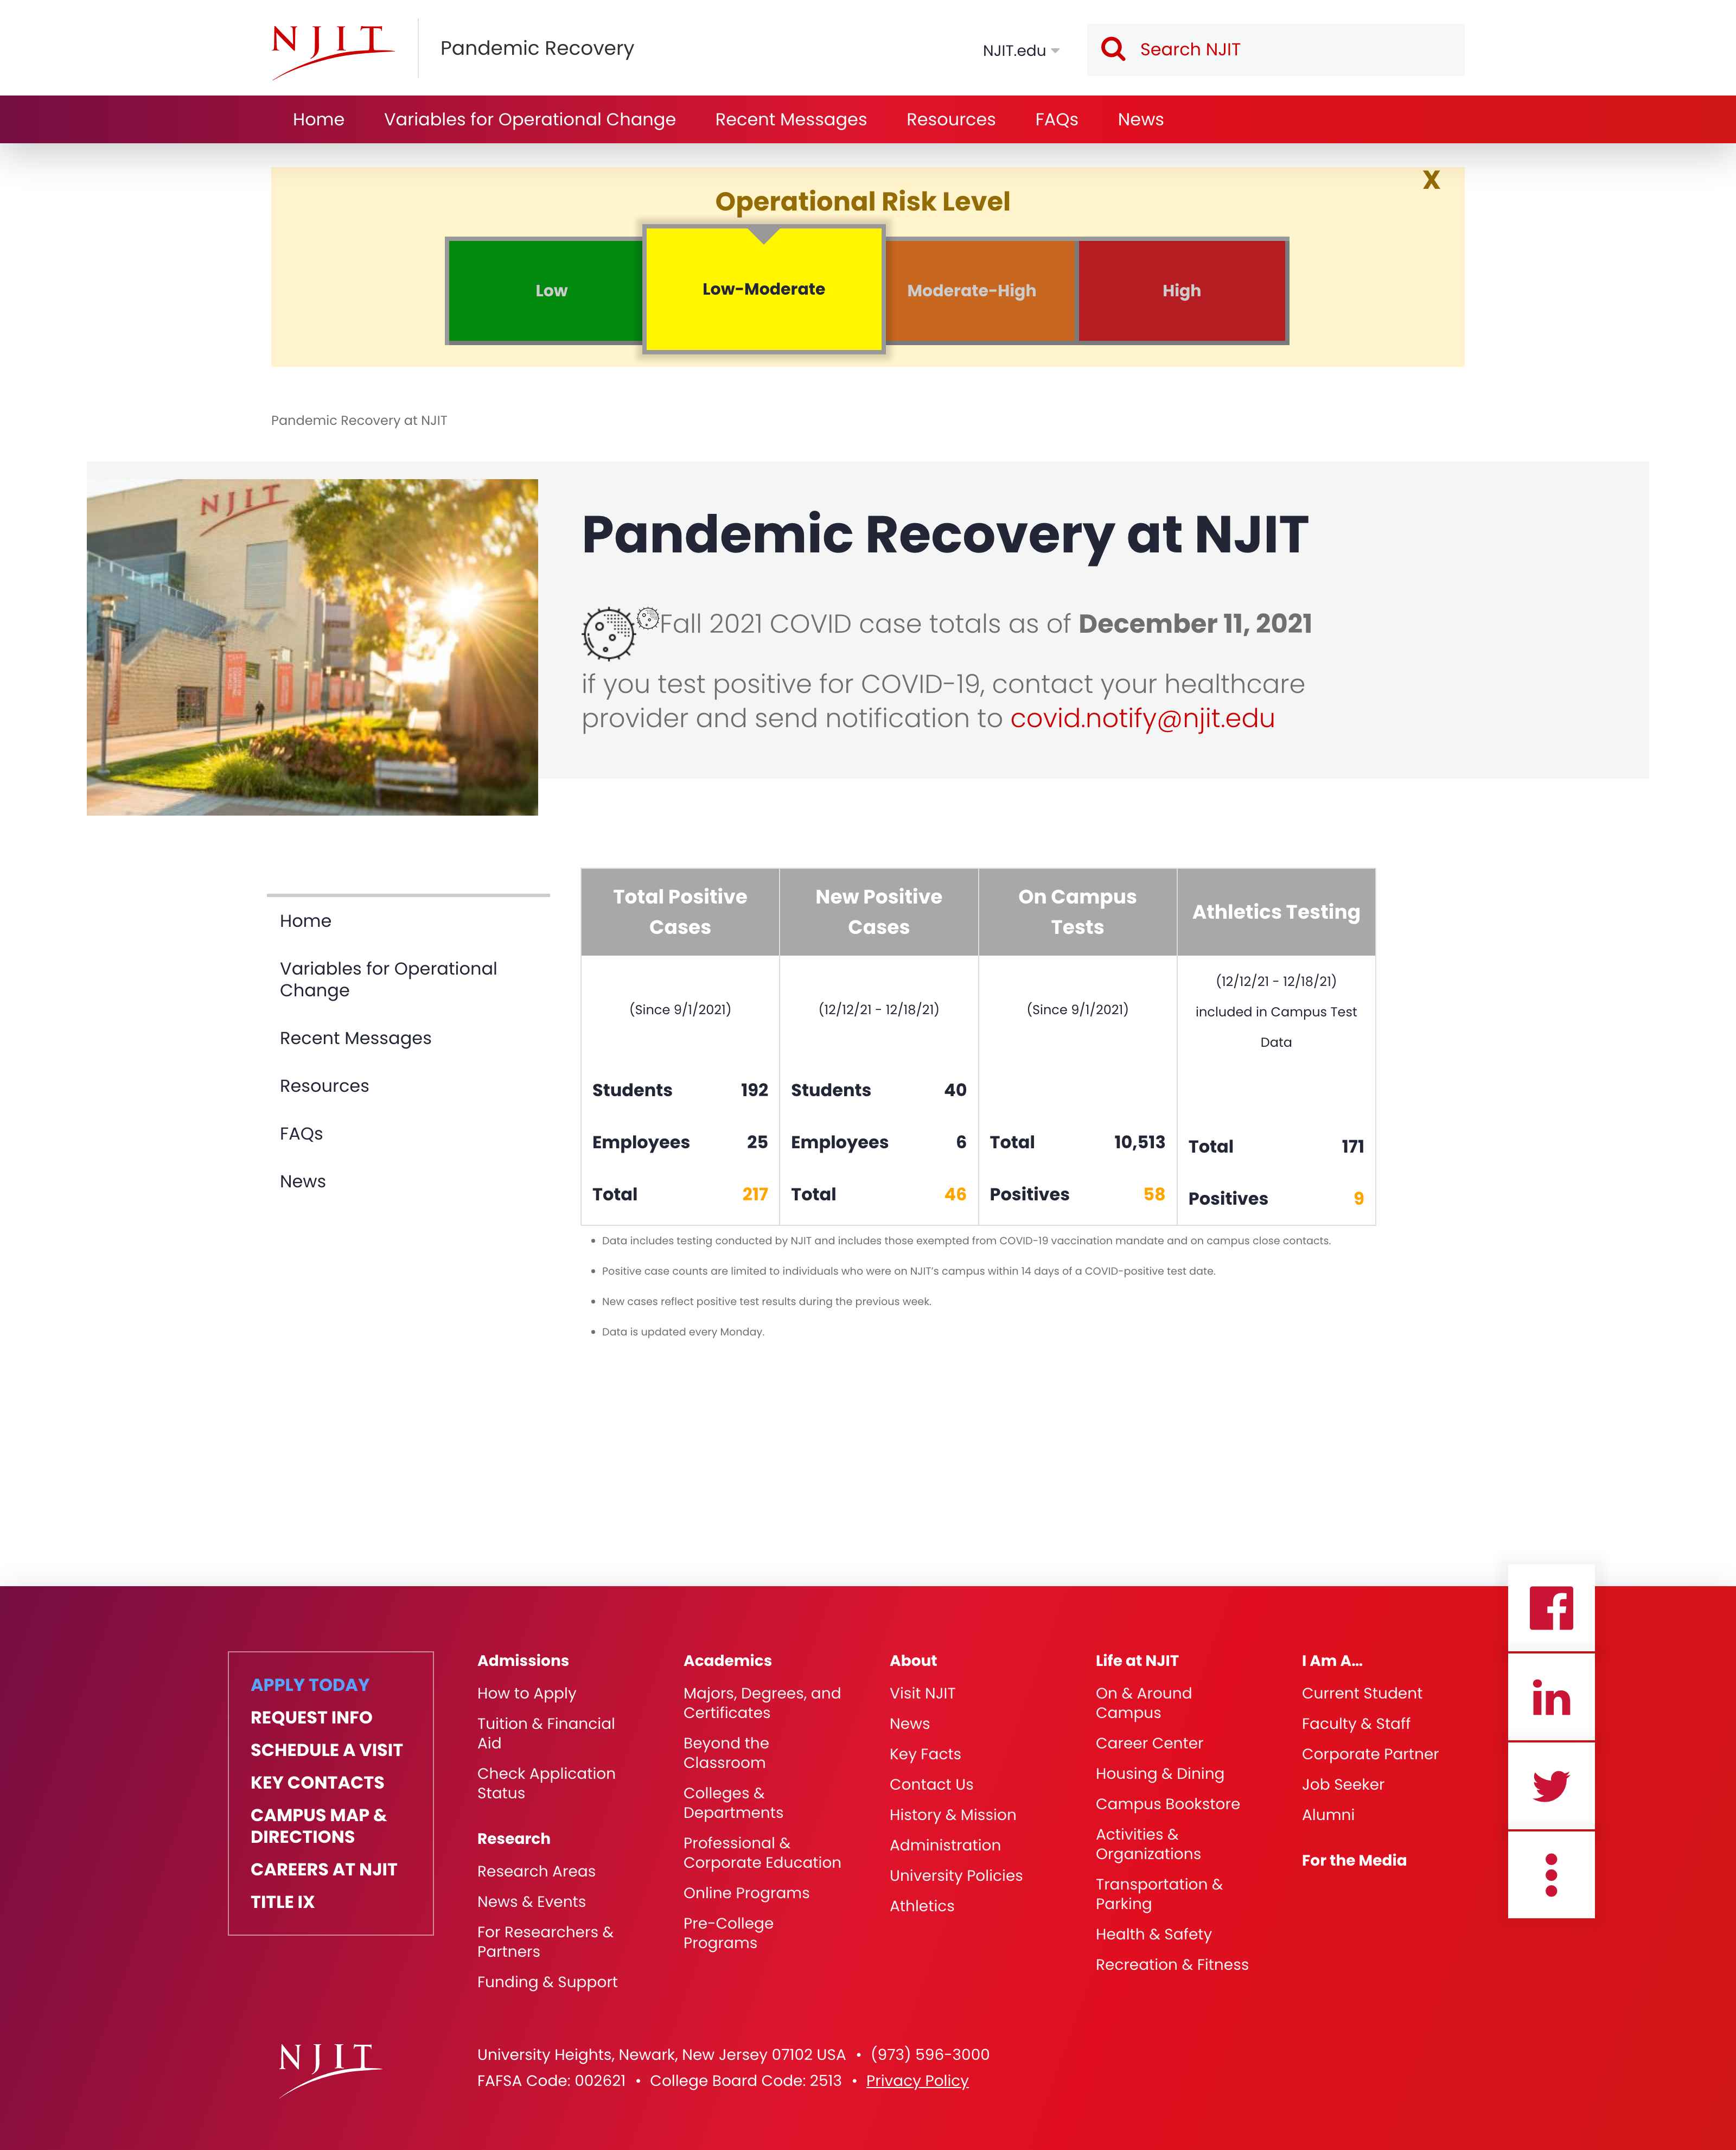 NJIT
Pandemic Recovery
NJIT.edu
Search NJIT
Home
Variables for Operational Change
Recent Messages
Resources
FAQs
News
X
Operational Risk Level
Low
Low-Moderate
Moderate-High
High
Pandemic Recovery at NJIT
NJIT
Pandemic Recovery at NJIT
Fall 2021 COVID case totals as of December 11, 2021
if you test positive for COVID-19, contact your healthcare
provider and send notification to covid.notify@njit.edu
Home
Variables for Operational
Change
Recent Messages
Resources
FAQs
News
Total Positive
Cases
New Positive
Cases
On Campus
Tests
Athletics Testing
(Since 9/1/2021)
(12/12/21 - 12/18/21)
(Since 9/1/2021)
(12/12/21 - 12/18/21)
included in Campus Test
Data
Students 192
Employees 25
Total 217
Students 40
Employees 6
Total 46
Total 10,513
Positives 58
Total 171
Positives 9
• Data includes testing conducted by NJIT and includes those exempted from COVID-19 vaccination mandate and on campus close contacts.
• Positive case counts are limited to individuals who were on NJIT's campus within 14 days of a COVID-positive test date.
• New cases reflect positive test results during the previous week.
• Data is updated every Monday.
APPLY TODAY
REQUEST INFO
SCHEDULE A VISIT
KEY CONTACTS
CAMPUS MAP &
DIRECTIONS
CAREERS AT NJIT
TITLE IX
Admissions
How to Apply
Tuition & Financial
Aid
Check Application
Status
Research
Research Areas
News & Events
For Researchers &
Partners
Funding & Support
Academics
Majors, Degrees, and
Certificates
Beyond the
Classroom
Colleges &
Departments
Professional &
Corporate Education
Online Programs
Pre-College
Programs
About
Visit NJIT
News
Key Facts
Contact Us
History & Mission
Administration
University Policies
Athletics
Life at NJIT
On & Around
Campus
Career Center
Housing & Dining
Campus Bookstore
Activities &
Organizations
Transportation &
Parking
Health & Safety
Recreation & Fitness
I Am A...
Current Student
Faculty & Staff
Corporate Partner
Job Seeker
Alumni
For the Media
in
NJIT
University Heights, Newark, New Jersey 07102 USA • (973) 596-3000
FAFSA Code: 002621 • College Board Code: 2513 • Privacy Policy